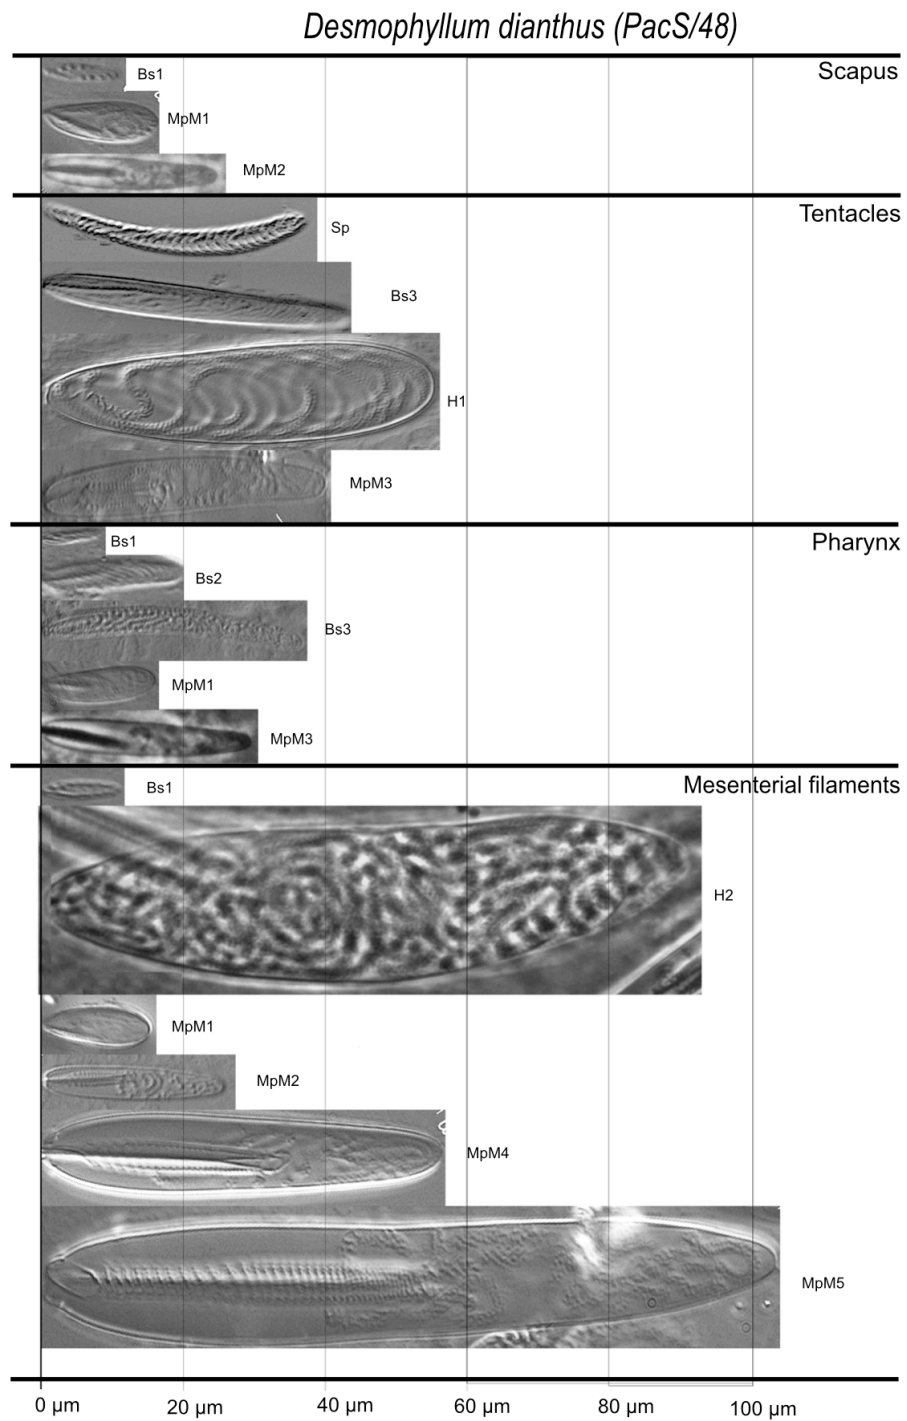 Desmophyllum dianthus (PacS/48)
Scapus
Bs1
MpM1
MpM2
Tentacles
Sp
Bs3
H1
MpM3
Pharynx
Bs1
Bs2
Bs3
MpM1
MpM3
Mesenterial filaments
Bs1
H2
MpM1
MpM2
MpM4
MpM5
0 µm 20 µm 40 µm 60 µm 80 µm 100 µm